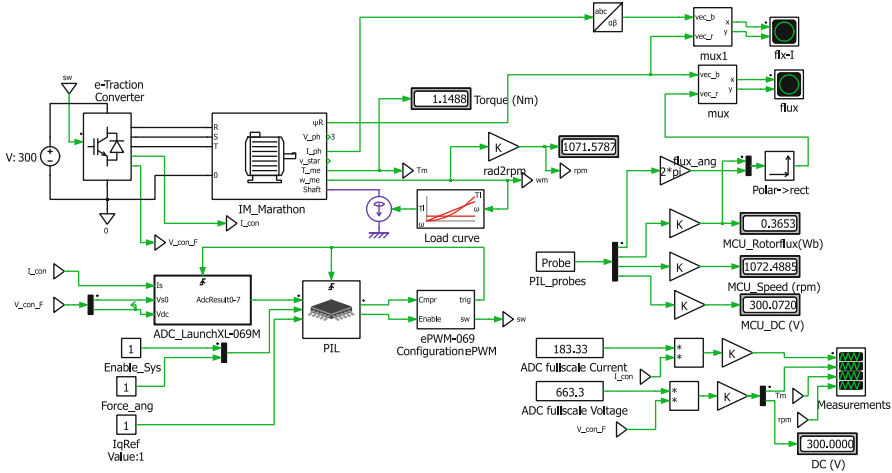 abc
αβ
vec_b
vec_r
x
y
mux1
flx-I
vec_b
vec_r
x
y
mux
flux
sw
e-Traction
Converter
V: 300
R
S
T
0
ψR
V_ph
3
I_ph
v_star
T_me
w_me
Shaft
IM_Marathon
0
I_con
V_con_F
1.1488
Torque (Nm)
Tm
K
rad2rpm
1071.5787
rpm
wm
Tl
ω
Tl
ω
Load curve
flux_ang
2*pi
Polar->rect
K
0.3653
MCU_Rotorflux(Wb)
Probe
PIL_probes
K
1072.4885
MCU_Speed (rpm)
K
300.0720
MCU_DC (V)
I_con
V_con_F
Is
Vs0
Vdc
AdcResult0-7
ADC_LaunchXL-069M
PIL
Cmpr
Enable
trig
sw
sw
ePWM-069
Configuration:ePWM
1
Enable_Sys
1
Force_ang
1
IqRef
Value:1
183.33
ADC fullscale Current
I_con
*
*
K
663.3
ADC fullscale Voltage
V_con_F
*
*
K
Tm
rpm
Measurements
300.0000
DC (V)